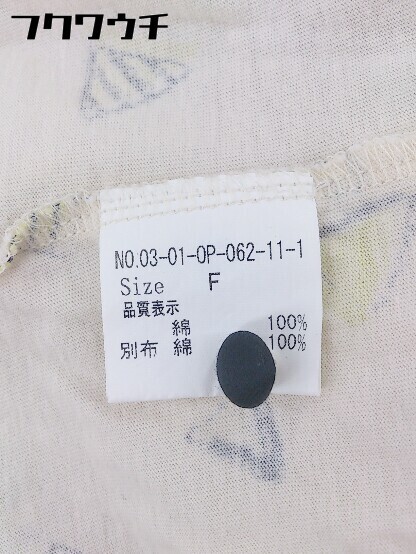 フクワウチ
NO.03-01-OP-062-11-1
Size F
品質表示
綿 100%
別布 綿 100%